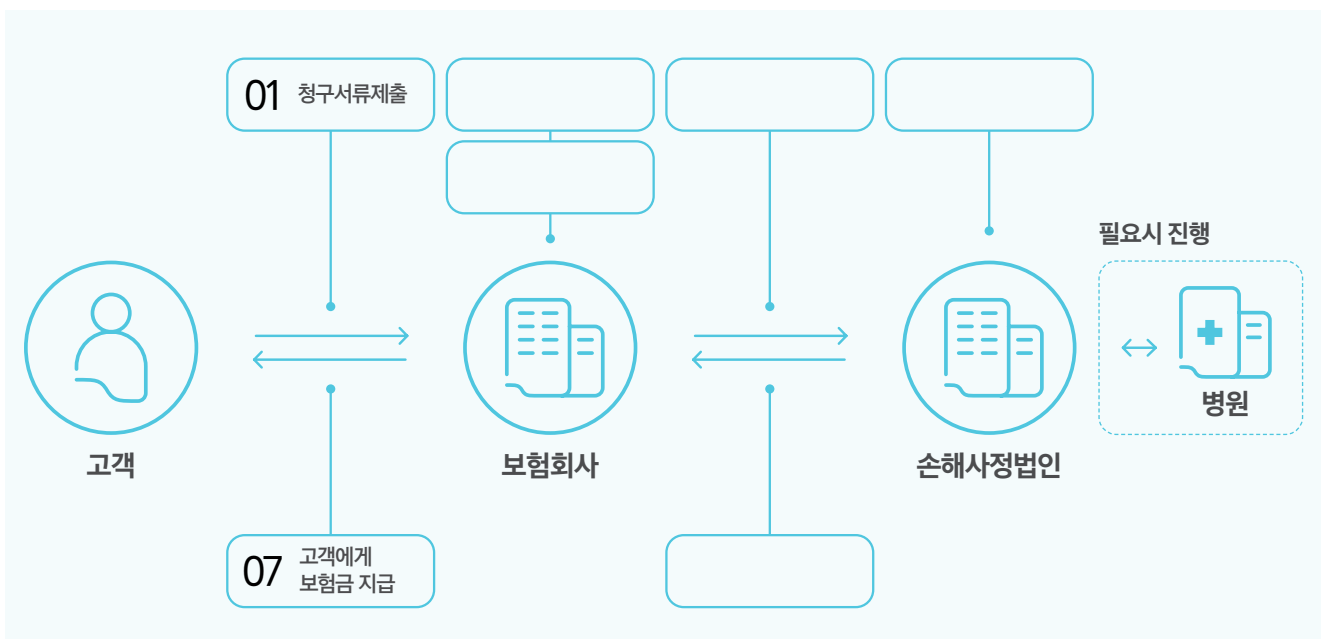 01 청구서류제출
필요시 진행
병원
고객
보험회사
손해사정법인
07 고객에게
보험금 지급